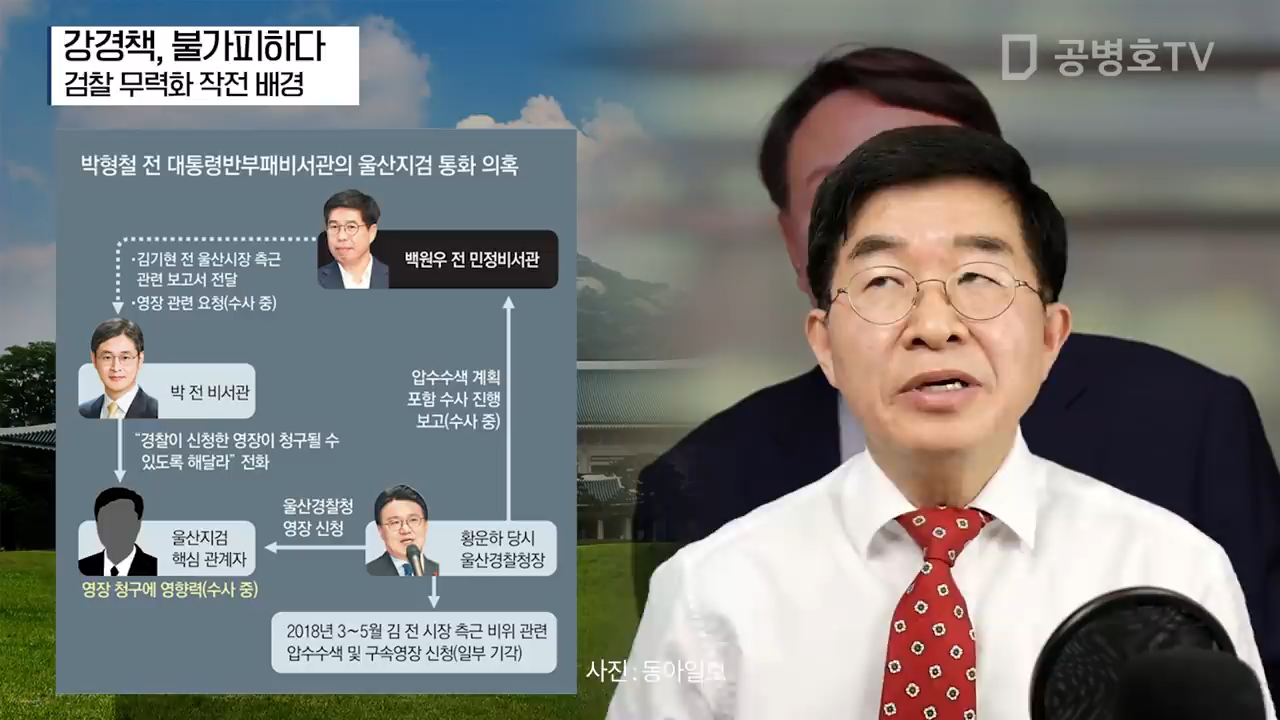 강경책, 불가피하다
검찰 무력화 작전 배경
공병호TV
박형철 전 대통령반부패비서관의 울산지검 통화 의혹
백원우 전 민정비서관
·김기현 전 울산시장 측근
관련 보고서 전달
·영장 관련 요청(수사 중)
박 전 비서관
압수수색 계획
포함 수사 진행
보고(수사 중)
“경찰이 신청한 영장이 청구될 수
있도록 해달라” 전화
울산경찰청
영장 신청
울산지검
핵심 관계자
황운하 당시
울산경찰청장
영장 청구에 영향력(수사 중)
2018년 3~5월 김 전 시장 측근 비위 관련
압수수색 및 구속영장 신청(일부 기각)
사진 : 동아일보